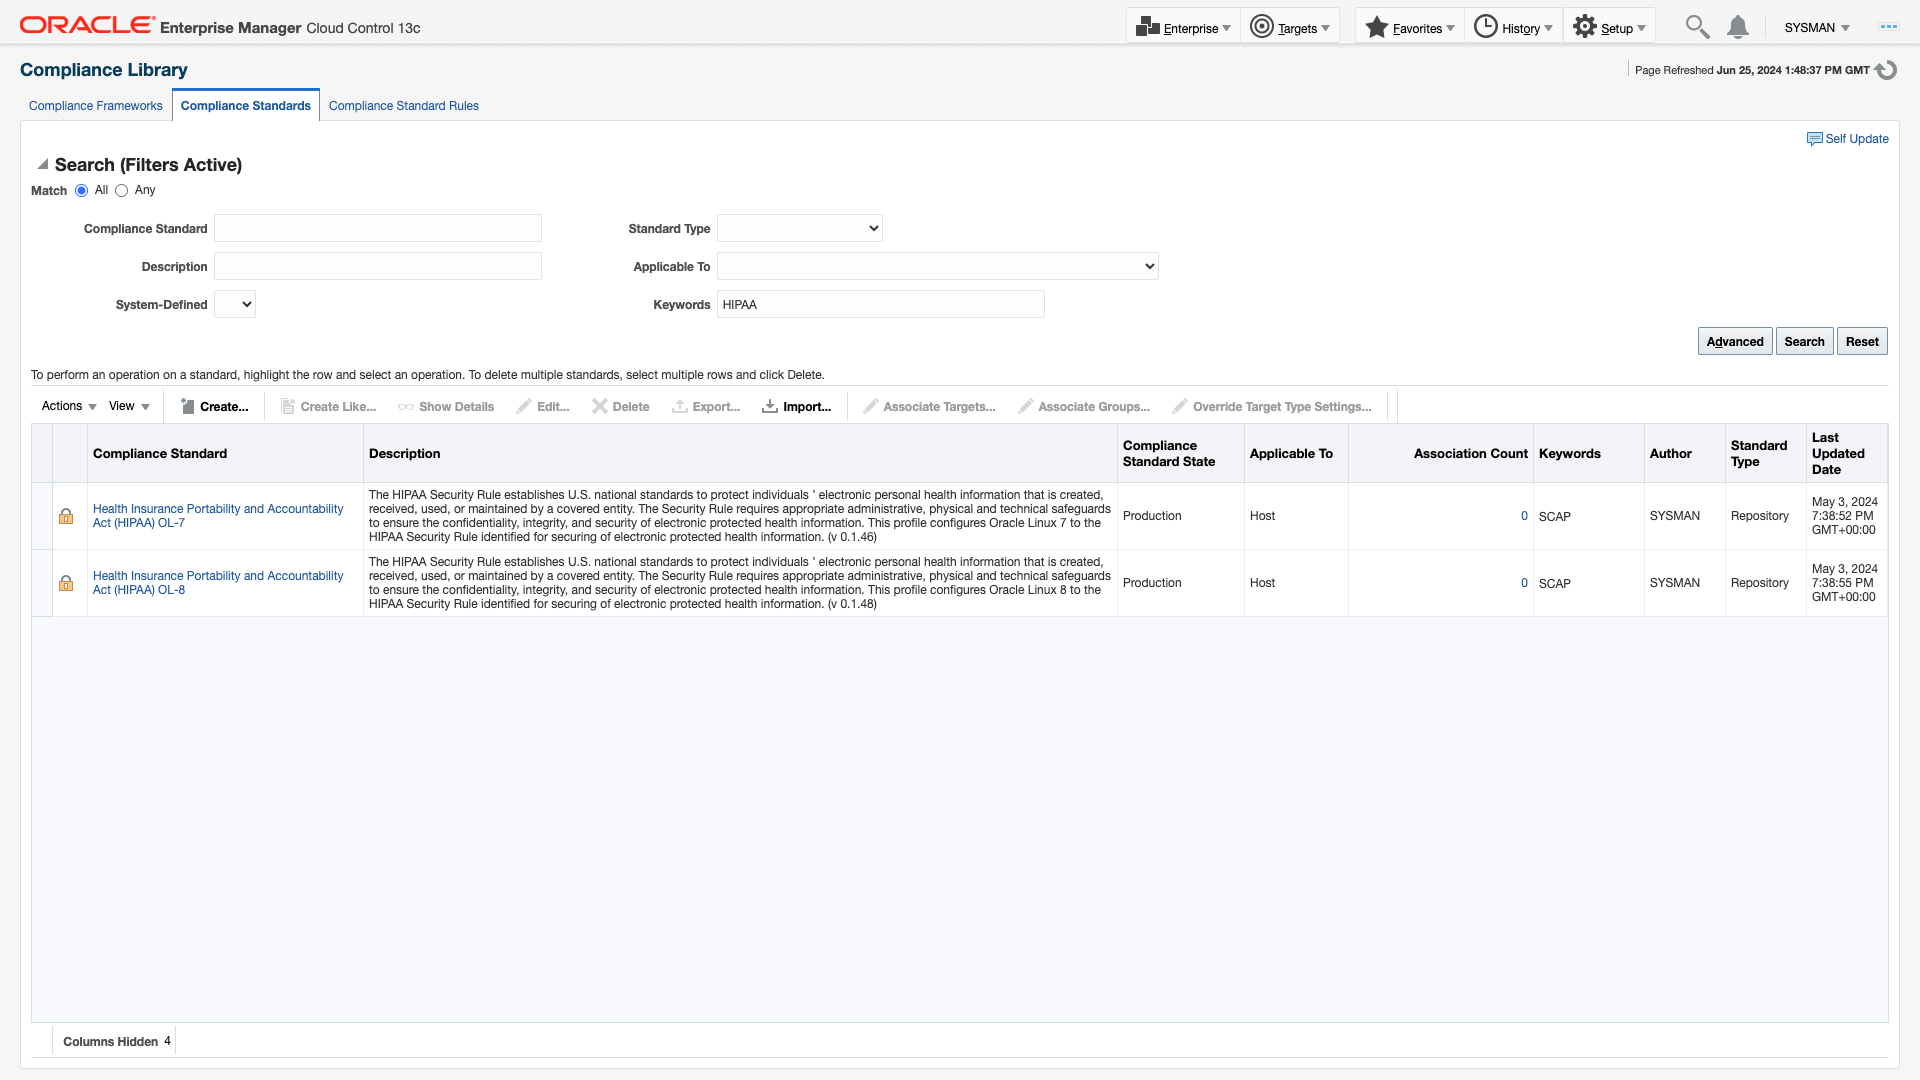 ORACLE Enterprise Manager Cloud Control 13c
Enterprise Targets Favorites History Setup SYSMAN
Compliance Library
Page Refreshed Jun 25, 2024 1:48:37 PM GMT
Compliance Frameworks Compliance Standards Compliance Standard Rules
Self Update
Search (Filters Active)
Match All Any
Compliance Standard Standard Type
Description Applicable To
System-Defined Keywords HIPAA
Advanced Search Reset
To perform an operation on a standard, highlight the row and select an operation. To delete multiple standards, select multiple rows and click Delete.
Actions View Create... Create Like... Show Details Edit... Delete Export... Import... Associate Targets... Associate Groups... Override Target Type Settings...
Compliance Standard
Description
Compliance
Standard State
Applicable To
Association Count
Keywords
Author
Standard
Type
Last
Updated
Date
Health Insurance Portability and Accountability
Act (HIPAA) OL-7
The HIPAA Security Rule establishes U.S. national standards to protect individuals ’ electronic personal health information that is created,
received, used, or maintained by a covered entity. The Security Rule requires appropriate administrative, physical and technical safeguards
to ensure the confidentiality, integrity, and security of electronic protected health information. This profile configures Oracle Linux 7 to the
HIPAA Security Rule identified for securing of electronic protected health information. (v 0.1.46)
Production
Host
0
SCAP
SYSMAN
Repository
May 3, 2024
7:38:52 PM
GMT+00:00
Health Insurance Portability and Accountability
Act (HIPAA) OL-8
The HIPAA Security Rule establishes U.S. national standards to protect individuals ’ electronic personal health information that is created,
received, used, or maintained by a covered entity. The Security Rule requires appropriate administrative, physical and technical safeguards
to ensure the confidentiality, integrity, and security of electronic protected health information. This profile configures Oracle Linux 8 to the
HIPAA Security Rule identified for securing of electronic protected health information. (v 0.1.48)
Production
Host
0
SCAP
SYSMAN
Repository
May 3, 2024
7:38:55 PM
GMT+00:00
Columns Hidden 4